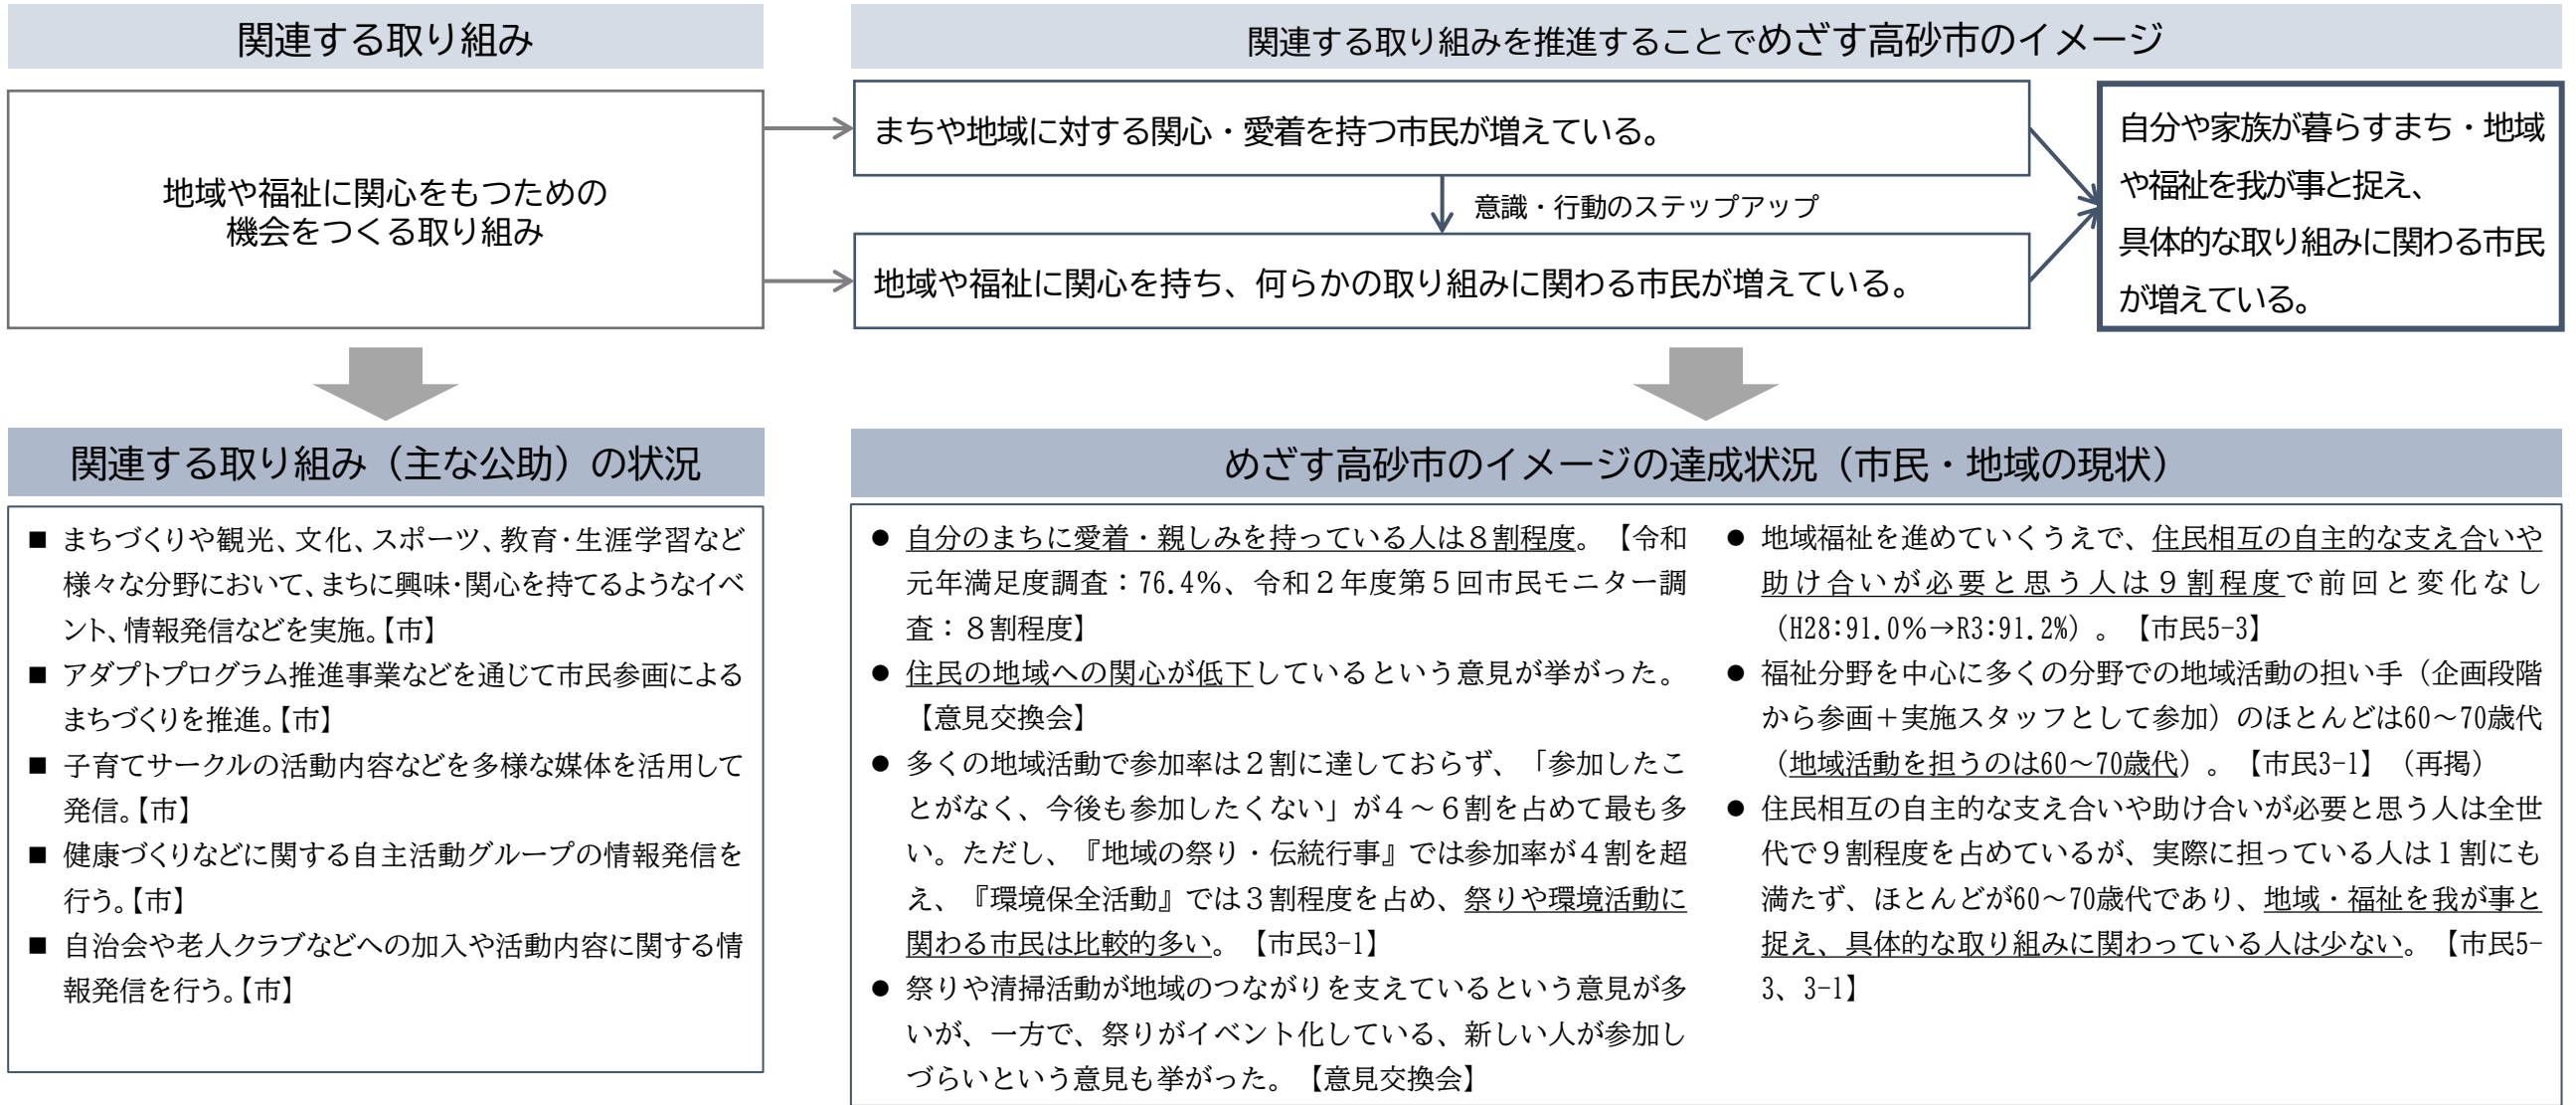 関連する取り組み
関連する取り組みを推進することでめざす高砂市のイメージ
地域や福祉に関心をもつための
機会をつくる取り組み
まちや地域に対する関心・愛着を持つ市民が増えている。
意識・行動のステップアップ
地域や福祉に関心を持ち、何らかの取り組みに関わる市民が増えている。
自分や家族が暮らすまち・地域
や福祉を我が事と捉え、
具体的な取り組みに関わる市民
が増えている。
関連する取り組み（主な公助）の状況
■ まちづくりや観光、文化、スポーツ、教育・生涯学習など
様々な分野において、まちに興味・関心を持てるようなイベ
ント、情報発信などを実施。【市】
■ アダプトプログラム推進事業などを通じて市民参画による
まちづくりを推進。【市】
■ 子育てサークルの活動内容などを多様な媒体を活用して
発信。【市】
■ 健康づくりなどに関する自主活動グループの情報発信を
行う。【市】
■ 自治会や老人クラブなどへの加入や活動内容に関する情
報発信を行う。【市】
めざす高砂市のイメージの達成状況（市民・地域の現状）
● 自分のまちに愛着・親しみを持っている人は８割程度。【令和
元年満足度調査：76.4％、令和２年度第５回市民モニター調
査：８割程度】
● 住民の地域への関心が低下しているという意見が挙がった。
【意見交換会】
● 多くの地域活動で参加率は２割に達しておらず、「参加したこ
とがなく、今後も参加したくない」が４～６割を占めて最も多
い。ただし、『地域の祭り・伝統行事』では参加率が４割を超
え、『環境保全活動』では３割程度を占め、祭りや環境活動に
関わる市民は比較的多い。【市民3-1】
● 祭りや清掃活動が地域のつながりを支えているという意見が多
いが、一方で、祭りがイベント化している、新しい人が参加し
づらいという意見も挙がった。【意見交換会】
● 地域福祉を進めていくうえで、住民相互の自主的な支え合いや
助け合いが必要と思う人は９割程度で前回と変化なし
（H28:91.0％→R3:91.2%）。【市民5-3】
● 福祉分野を中心に多くの分野での地域活動の担い手（企画段階
から参画＋実施スタッフとして参加）のほとんどは60～70歳代
（地域活動を担うのは60～70歳代）。【市民3-1】（再掲）
● 住民相互の自主的な支え合いや助け合いが必要と思う人は全世
代で９割程度を占めているが、実際に担っている人は１割にも
満たず、ほとんどが60～70歳代であり、地域・福祉を我が事と
捉え、具体的な取り組みに関わっている人は少ない。【市民5-
3、3-1】